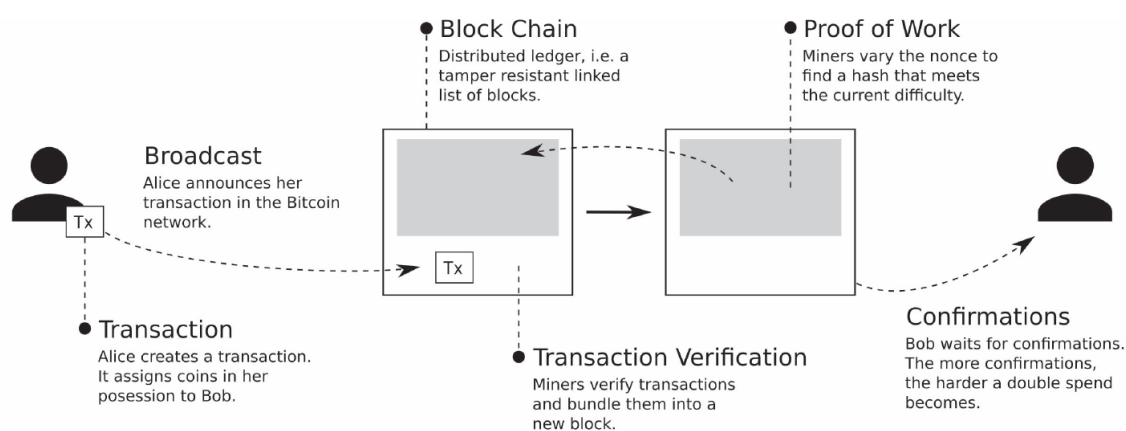 Block Chain
Distributed ledger, i.e. a
tamper resistant linked
list of blocks.
Proof of Work
Miners vary the nonce to
find a hash that meets
the current difficulty.
Broadcast
Alice announces her
transaction in the Bitcoin
network.
Tx
Tx
Transaction
Alice creates a transaction.
It assigns coins in her
posession to Bob.
Transaction Verification
Miners verify transactions
and bundle them into a
new block.
Confirmations
Bob waits for confirmations.
The more confirmations,
the harder a double spend
becomes.